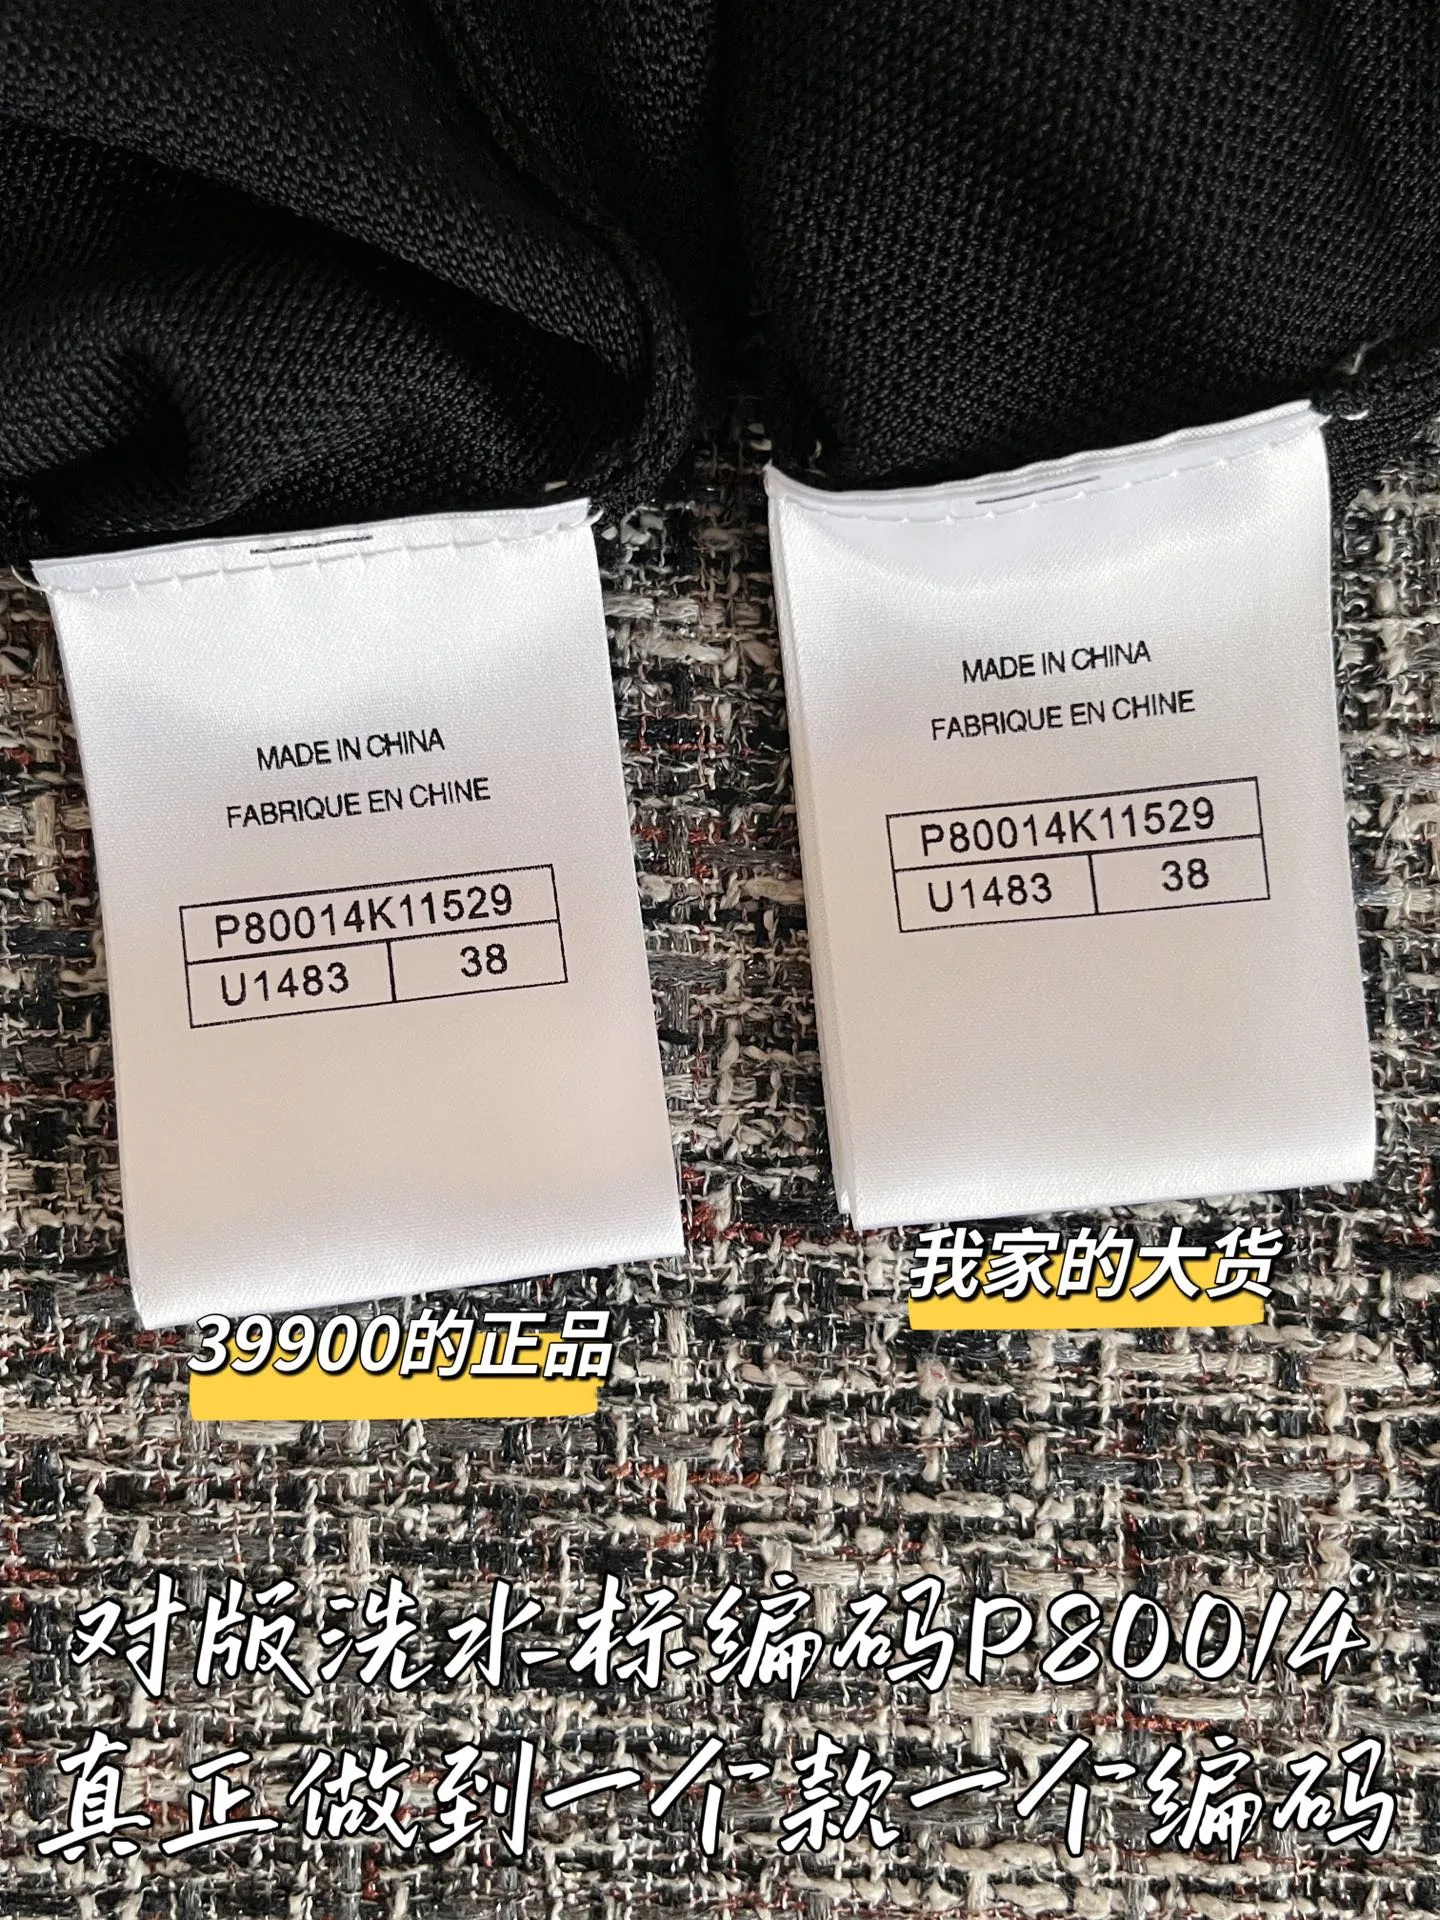 MADE IN CHINA
FABRIQUE EN CHINE
P80014K11529
U1483 38
MADE IN CHINA
FABRIQUE EN CHINE
P80014K11529
U1483 38
39900的正品
我家的大货
对版洗水标编码P80014
真正做到一个款一个编码